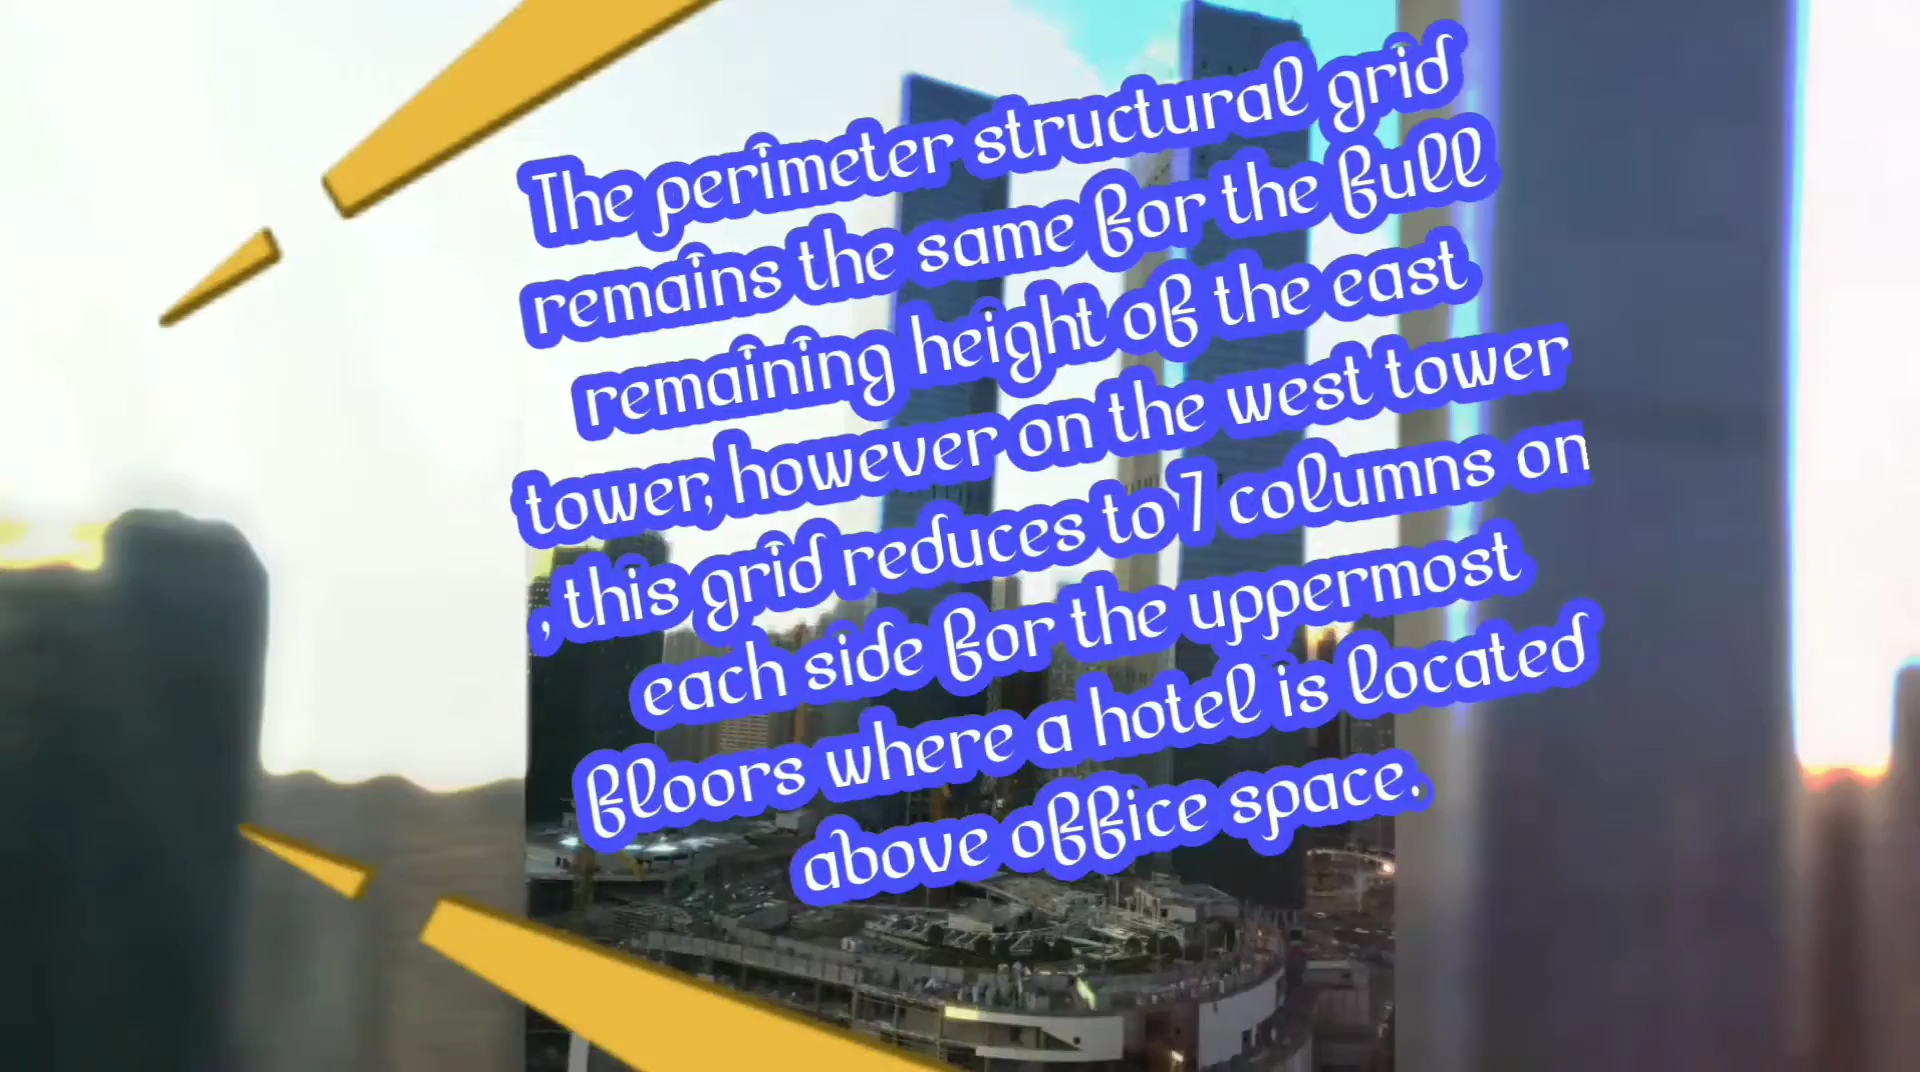 The perimeter structural grid
remains the same for the full
remaining height of the east
tower, however on the west tower
, this grid reduces to 7 columns on
each side for the uppermost
floors where a hotel is located
above office space.